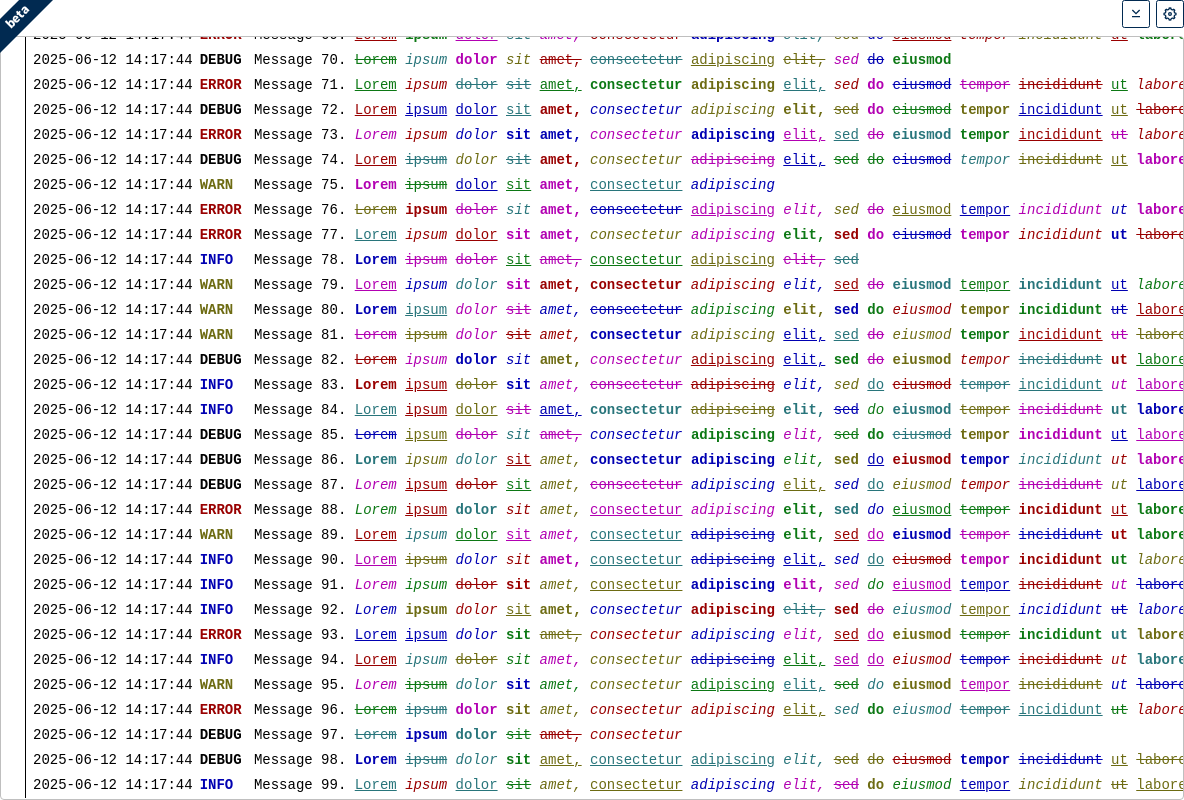 beta
2025-06-12 14:17:44 ERROR Message 69. Lorem ipsum dolor sit amet, consectetur adipiscing elit, sed do eiusmod tempor incididunt ut labore
2025-06-12 14:17:44 DEBUG Message 70. Lorem ipsum dolor sit amet, consectetur adipiscing elit, sed do eiusmod
2025-06-12 14:17:44 ERROR Message 71. Lorem ipsum dolor sit amet, consectetur adipiscing elit, sed do eiusmod tempor incididunt ut labore
2025-06-12 14:17:44 DEBUG Message 72. Lorem ipsum dolor sit amet, consectetur adipiscing elit, sed do eiusmod tempor incididunt ut labore
2025-06-12 14:17:44 ERROR Message 73. Lorem ipsum dolor sit amet, consectetur adipiscing elit, sed do eiusmod tempor incididunt ut labore
2025-06-12 14:17:44 DEBUG Message 74. Lorem ipsum dolor sit amet, consectetur adipiscing elit, sed do eiusmod tempor incididunt ut labore
2025-06-12 14:17:44 WARN Message 75. Lorem ipsum dolor sit amet, consectetur adipiscing
2025-06-12 14:17:44 ERROR Message 76. Lorem ipsum dolor sit amet, consectetur adipiscing elit, sed do eiusmod tempor incididunt ut labore
2025-06-12 14:17:44 ERROR Message 77. Lorem ipsum dolor sit amet, consectetur adipiscing elit, sed do eiusmod tempor incididunt ut labore
2025-06-12 14:17:44 INFO Message 78. Lorem ipsum dolor sit amet, consectetur adipiscing elit, sed
2025-06-12 14:17:44 WARN Message 79. Lorem ipsum dolor sit amet, consectetur adipiscing elit, sed do eiusmod tempor incididunt ut labore
2025-06-12 14:17:44 WARN Message 80. Lorem ipsum dolor sit amet, consectetur adipiscing elit, sed do eiusmod tempor incididunt ut labore
2025-06-12 14:17:44 WARN Message 81. Lorem ipsum dolor sit amet, consectetur adipiscing elit, sed do eiusmod tempor incididunt ut labore
2025-06-12 14:17:44 DEBUG Message 82. Lorem ipsum dolor sit amet, consectetur adipiscing elit, sed do eiusmod tempor incididunt ut labore
2025-06-12 14:17:44 INFO Message 83. Lorem ipsum dolor sit amet, consectetur adipiscing elit, sed do eiusmod tempor incididunt ut labore
2025-06-12 14:17:44 INFO Message 84. Lorem ipsum dolor sit amet, consectetur adipiscing elit, sed do eiusmod tempor incididunt ut labore
2025-06-12 14:17:44 DEBUG Message 85. Lorem ipsum dolor sit amet, consectetur adipiscing elit, sed do eiusmod tempor incididunt ut labore
2025-06-12 14:17:44 DEBUG Message 86. Lorem ipsum dolor sit amet, consectetur adipiscing elit, sed do eiusmod tempor incididunt ut labore
2025-06-12 14:17:44 DEBUG Message 87. Lorem ipsum dolor sit amet, consectetur adipiscing elit, sed do eiusmod tempor incididunt ut labore
2025-06-12 14:17:44 ERROR Message 88. Lorem ipsum dolor sit amet, consectetur adipiscing elit, sed do eiusmod tempor incididunt ut labore
2025-06-12 14:17:44 WARN Message 89. Lorem ipsum dolor sit amet, consectetur adipiscing elit, sed do eiusmod tempor incididunt ut labore
2025-06-12 14:17:44 INFO Message 90. Lorem ipsum dolor sit amet, consectetur adipiscing elit, sed do eiusmod tempor incididunt ut labore
2025-06-12 14:17:44 INFO Message 91. Lorem ipsum dolor sit amet, consectetur adipiscing elit, sed do eiusmod tempor incididunt ut labore
2025-06-12 14:17:44 INFO Message 92. Lorem ipsum dolor sit amet, consectetur adipiscing elit, sed do eiusmod tempor incididunt ut labore
2025-06-12 14:17:44 ERROR Message 93. Lorem ipsum dolor sit amet, consectetur adipiscing elit, sed do eiusmod tempor incididunt ut labore
2025-06-12 14:17:44 INFO Message 94. Lorem ipsum dolor sit amet, consectetur adipiscing elit, sed do eiusmod tempor incididunt ut labore
2025-06-12 14:17:44 WARN Message 95. Lorem ipsum dolor sit amet, consectetur adipiscing elit, sed do eiusmod tempor incididunt ut labore
2025-06-12 14:17:44 ERROR Message 96. Lorem ipsum dolor sit amet, consectetur adipiscing elit, sed do eiusmod tempor incididunt ut labore
2025-06-12 14:17:44 DEBUG Message 97. Lorem ipsum dolor sit amet, consectetur
2025-06-12 14:17:44 DEBUG Message 98. Lorem ipsum dolor sit amet, consectetur adipiscing elit, sed do eiusmod tempor incididunt ut labore
2025-06-12 14:17:44 INFO Message 99. Lorem ipsum dolor sit amet, consectetur adipiscing elit, sed do eiusmod tempor incididunt ut labore